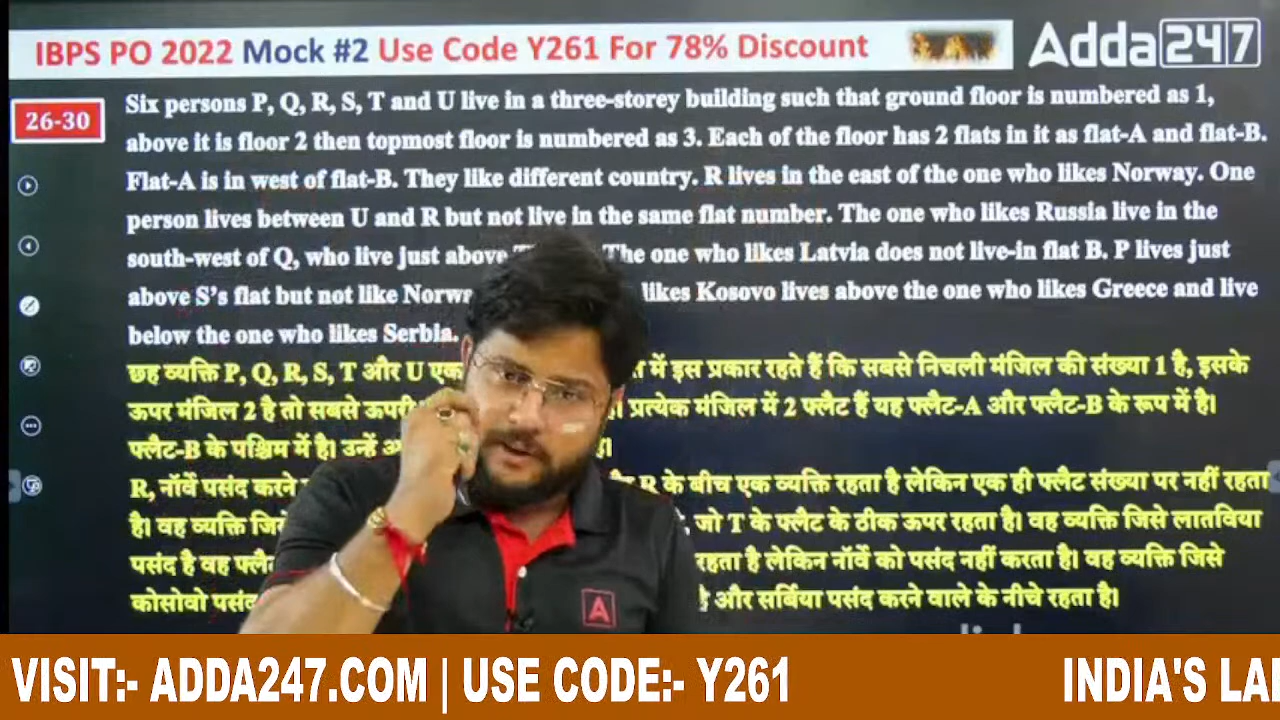 IBPS PO 2022 Mock #2 Use Code Y261 For 78% Discount
Adda247
26-30
Six persons P, Q, R, S, T and U live in a three-storey building such that ground floor is numbered as 1,
above it is floor 2 then topmost floor is numbered as 3. Each of the floor has 2 flats in it as flat-A and flat-B.
Flat-A is in west of flat-B. They like different country. R lives in the east of the one who likes Norway. One
person lives between U and R but not live in the same flat number. The one who likes Russia live in the
south-west of Q, who live just above The one who likes Latvia does not live-in flat B. P lives just
above S's flat but not like likes Kosovo lives above the one who likes Greece and live
below the one who likes Serbia.
छह व्यक्ति P, Q, R, S, T और U में इस प्रकार रहते हैं कि सबसे निचली मंजिल की संख्या 1 है, इसके
ऊपर मंजिल 2 है तो सबसे प्रत्येक मंजिल में 2 फ्लैट हैं यह फ्लैट-A और फ्लैट-B के रूप में है।
फ्लैट-B के पश्चिम में है। उन्हें
R, नॉर्वे पसंद करने R के बीच एक व्यक्ति रहता है लेकिन एक ही फ्लैट संख्या पर नहीं रहता
है। वह व्यक्ति जो T के फ्लैट के ठीक ऊपर रहता है। वह व्यक्ति जिसे लातविया
पसंद है वह रहता है लेकिन नॉर्वे को पसंद नहीं करता है। वह व्यक्ति जिसे
कोसोवो और सर्बिया पसंद करने वाले के नीचे रहता है।
A
VISIT:- ADDA247.COM | USE CODE:- Y261
INDIA'S